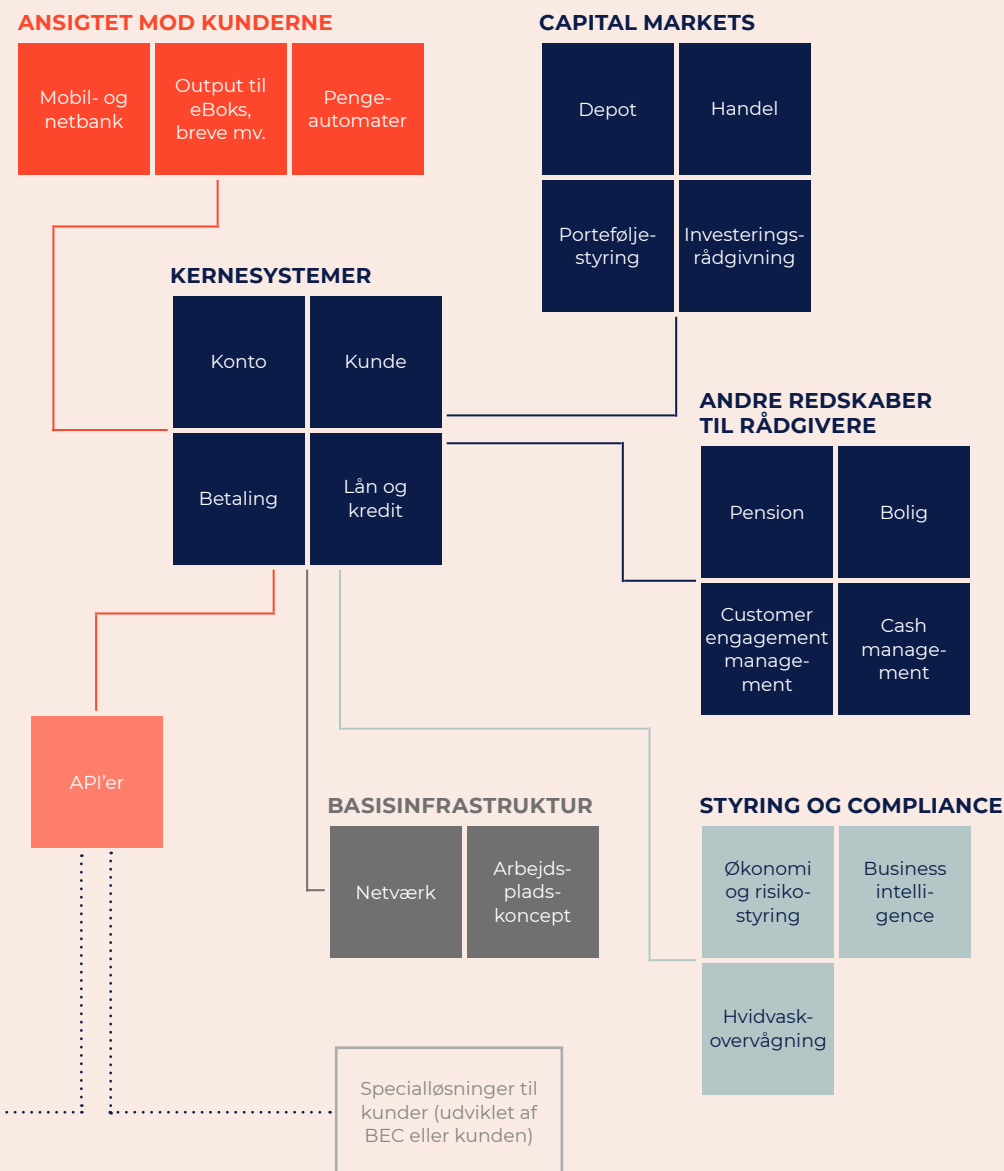 ANSIGTET MOD KUNDERNE
Mobil- og
netbank
Output til
eBoks,
breve mv.
Penge-
automater
CAPITAL MARKETS
Depot
Handel
Portefølje-
styring
Investerings-
rådgivning
KERNESYSTEMER
Konto
Kunde
Betaling
Lån og
kredit
ANDRE REDSKABER
TIL RÅDGIVERE
Pension
Bolig
Customer
engagement
manage-
ment
Cash
manage-
ment
API'er
BASISINFRASTRUKTUR
Netværk
Arbejds-
plads-
koncept
STYRING OG COMPLIANCE
Økonomi
og risiko-
styring
Business
intelli-
gence
Hvidvask-
overvågning
Specialløsninger til
kunder (udviklet af
BEC eller kunden)